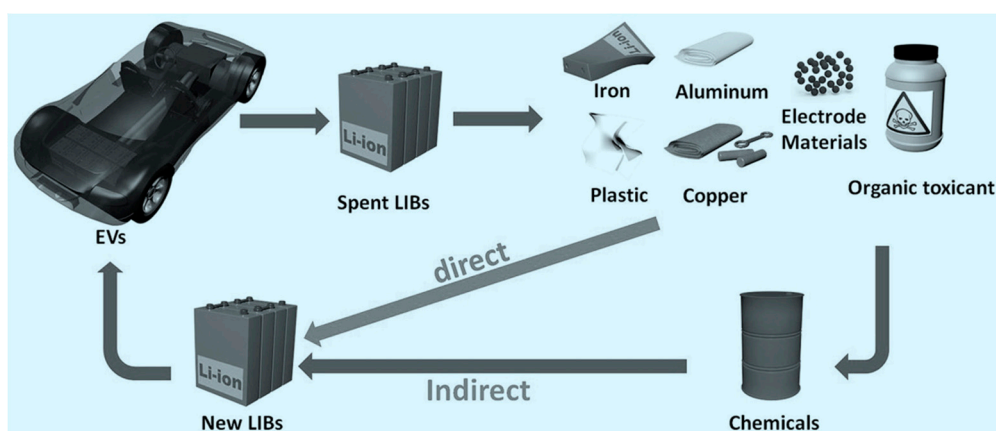 Li-ion
Iron
Aluminum
Li-ion
Electrode
Materials
Spent LIBs
Plastic
Copper
Organic toxicant
EVs
direct
Li-ion
Indirect
New LIBs
Chemicals